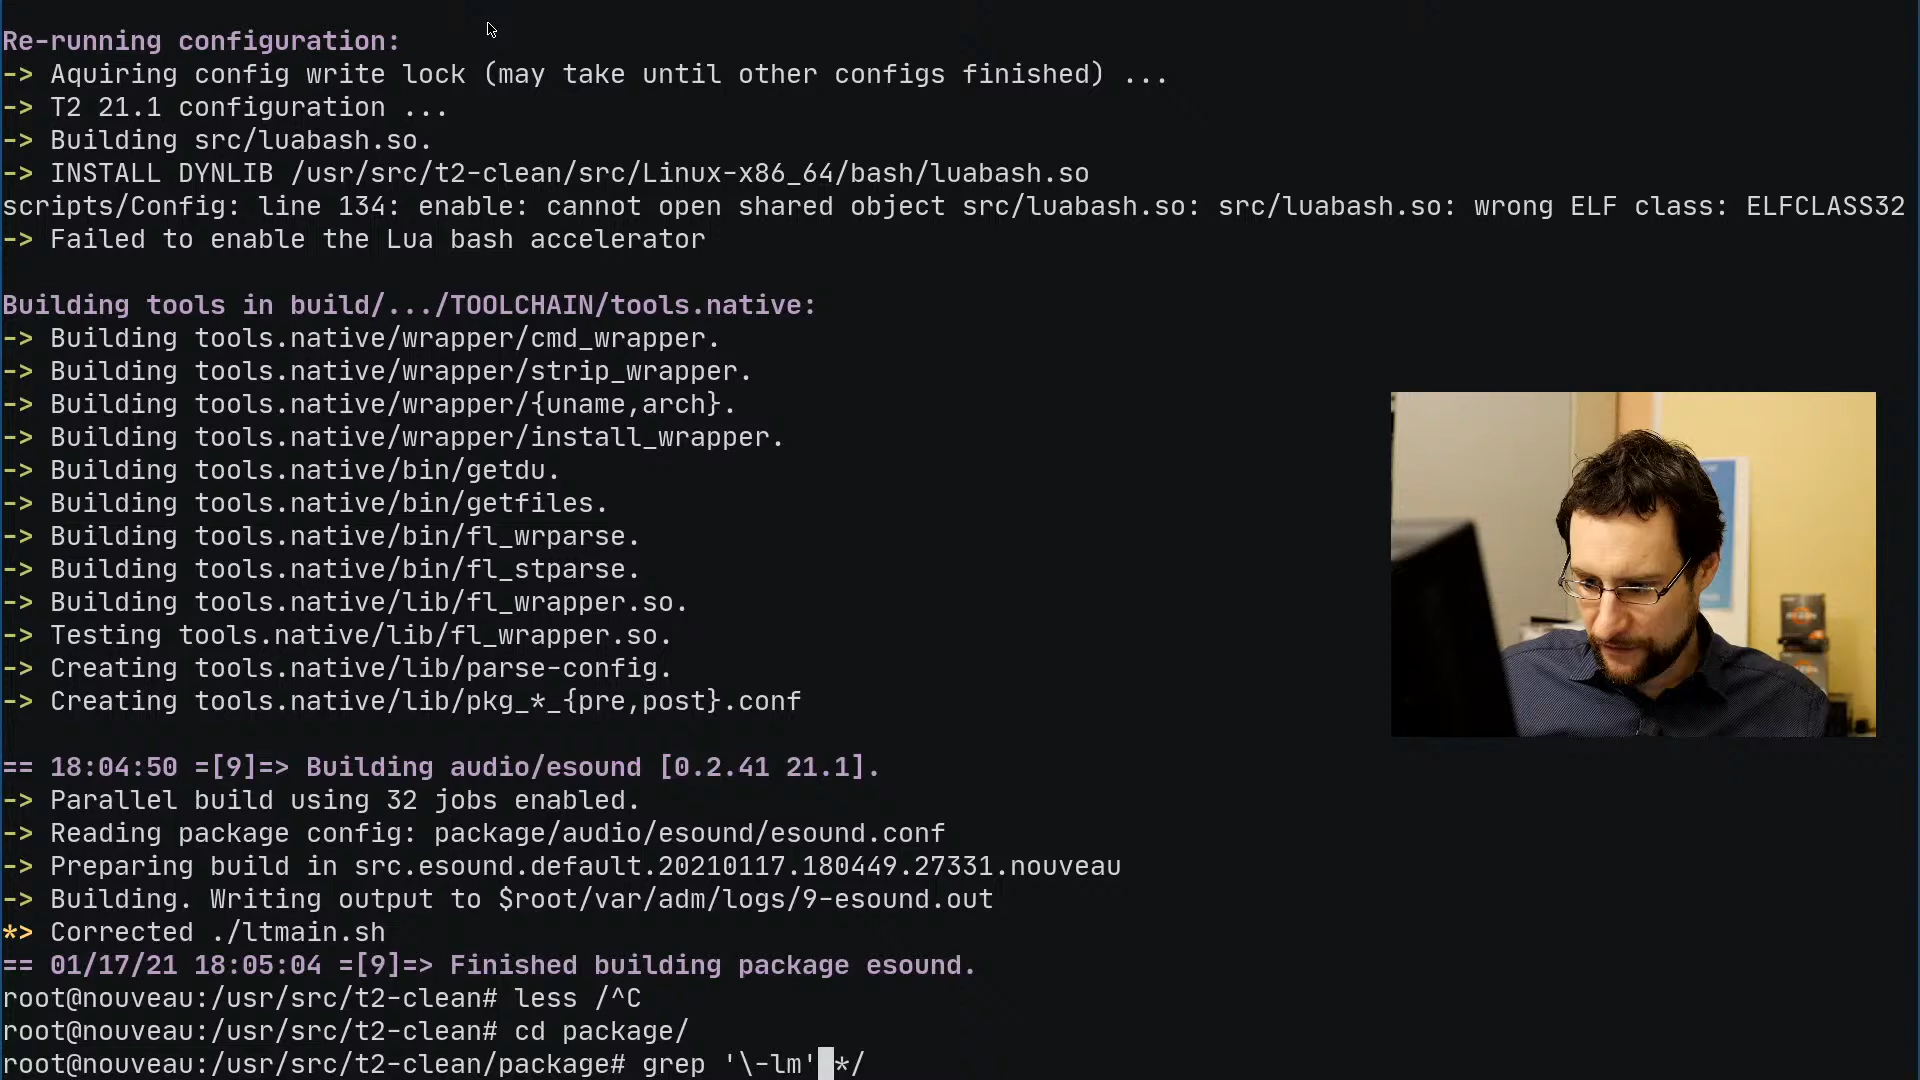 Re-running configuration:
-> Aquiring config write lock (may take until other configs finished) ...
-> T2 21.1 configuration ...
-> Building src/luabash.so.
-> INSTALL DYNLIB /usr/src/t2-clean/src/Linux-x86_64/bash/luabash.so
scripts/Config: line 134: enable: cannot open shared object src/luabash.so: src/luabash.so: wrong ELF class: ELFCLASS32
-> Failed to enable the Lua bash accelerator
Building tools in build/.../TOOLCHAIN/tools.native:
-> Building tools.native/wrapper/cmd_wrapper.
-> Building tools.native/wrapper/strip_wrapper.
-> Building tools.native/wrapper/{uname,arch}.
-> Building tools.native/wrapper/install_wrapper.
-> Building tools.native/bin/getdu.
-> Building tools.native/bin/getfiles.
-> Building tools.native/bin/fl_wrparse.
-> Building tools.native/bin/fl_stparse.
-> Building tools.native/lib/fl_wrapper.so.
-> Testing tools.native/lib/fl_wrapper.so.
-> Creating tools.native/lib/parse-config.
-> Creating tools.native/lib/pkg_*_{pre,post}.conf
== 18:04:50 =[9]=> Building audio/esound [0.2.41 21.1].
-> Parallel build using 32 jobs enabled.
-> Reading package config: package/audio/esound/esound.conf
-> Preparing build in src.esound.default.20210117.180449.27331.nouveau
-> Building. Writing output to $root/var/adm/logs/9-esound.out
*> Corrected ./ltmain.sh
== 01/17/21 18:05:04 =[9]=> Finished building package esound.
root@nouveau:/usr/src/t2-clean# less /^C
root@nouveau:/usr/src/t2-clean# cd package/
root@nouveau:/usr/src/t2-clean/package# grep '\-lm' */